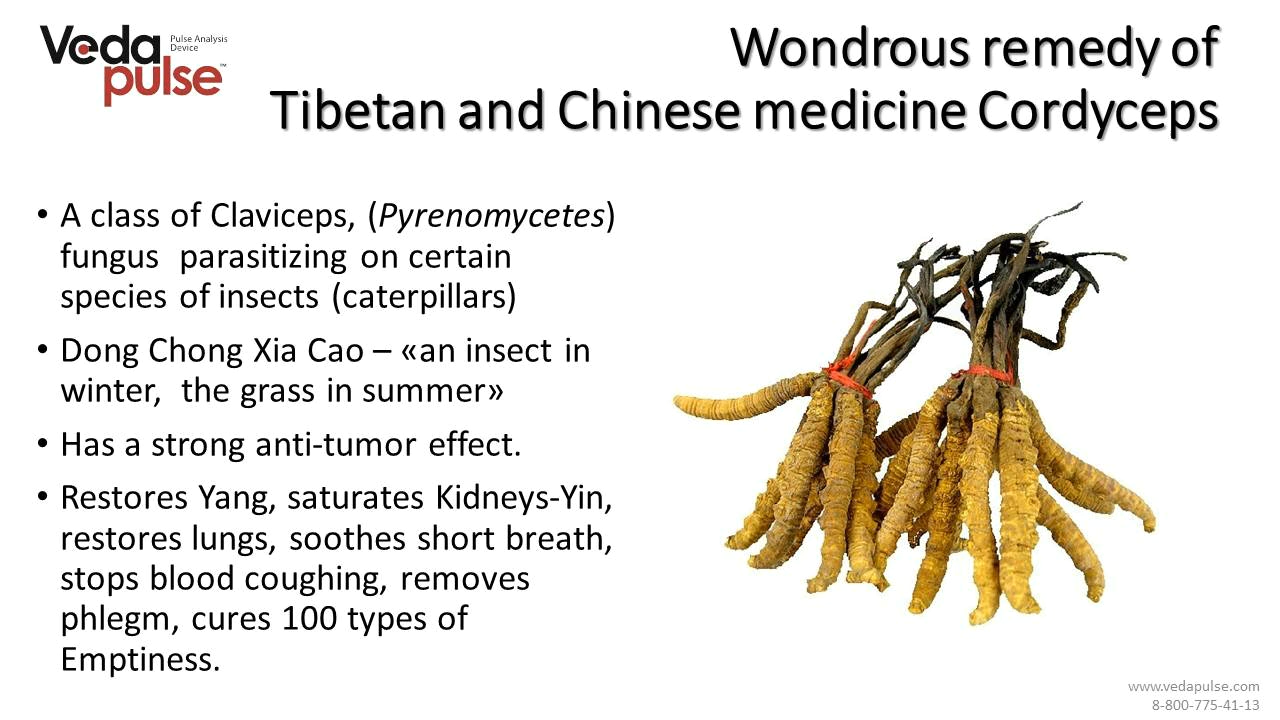 Veda
pulse™
Pulse Analysis
Device
Wondrous remedy of
Tibetan and Chinese medicine Cordyceps
• A class of Claviceps, (Pyrenomycetes)
fungus parasitizing on certain
species of insects (caterpillars)
• Dong Chong Xia Cao – «an insect in
winter, the grass in summer»
• Has a strong anti-tumor effect.
• Restores Yang, saturates Kidneys-Yin,
restores lungs, soothes short breath,
stops blood coughing, removes
phlegm, cures 100 types of
Emptiness.
www.vedapulse.com
8-800-775-41-13